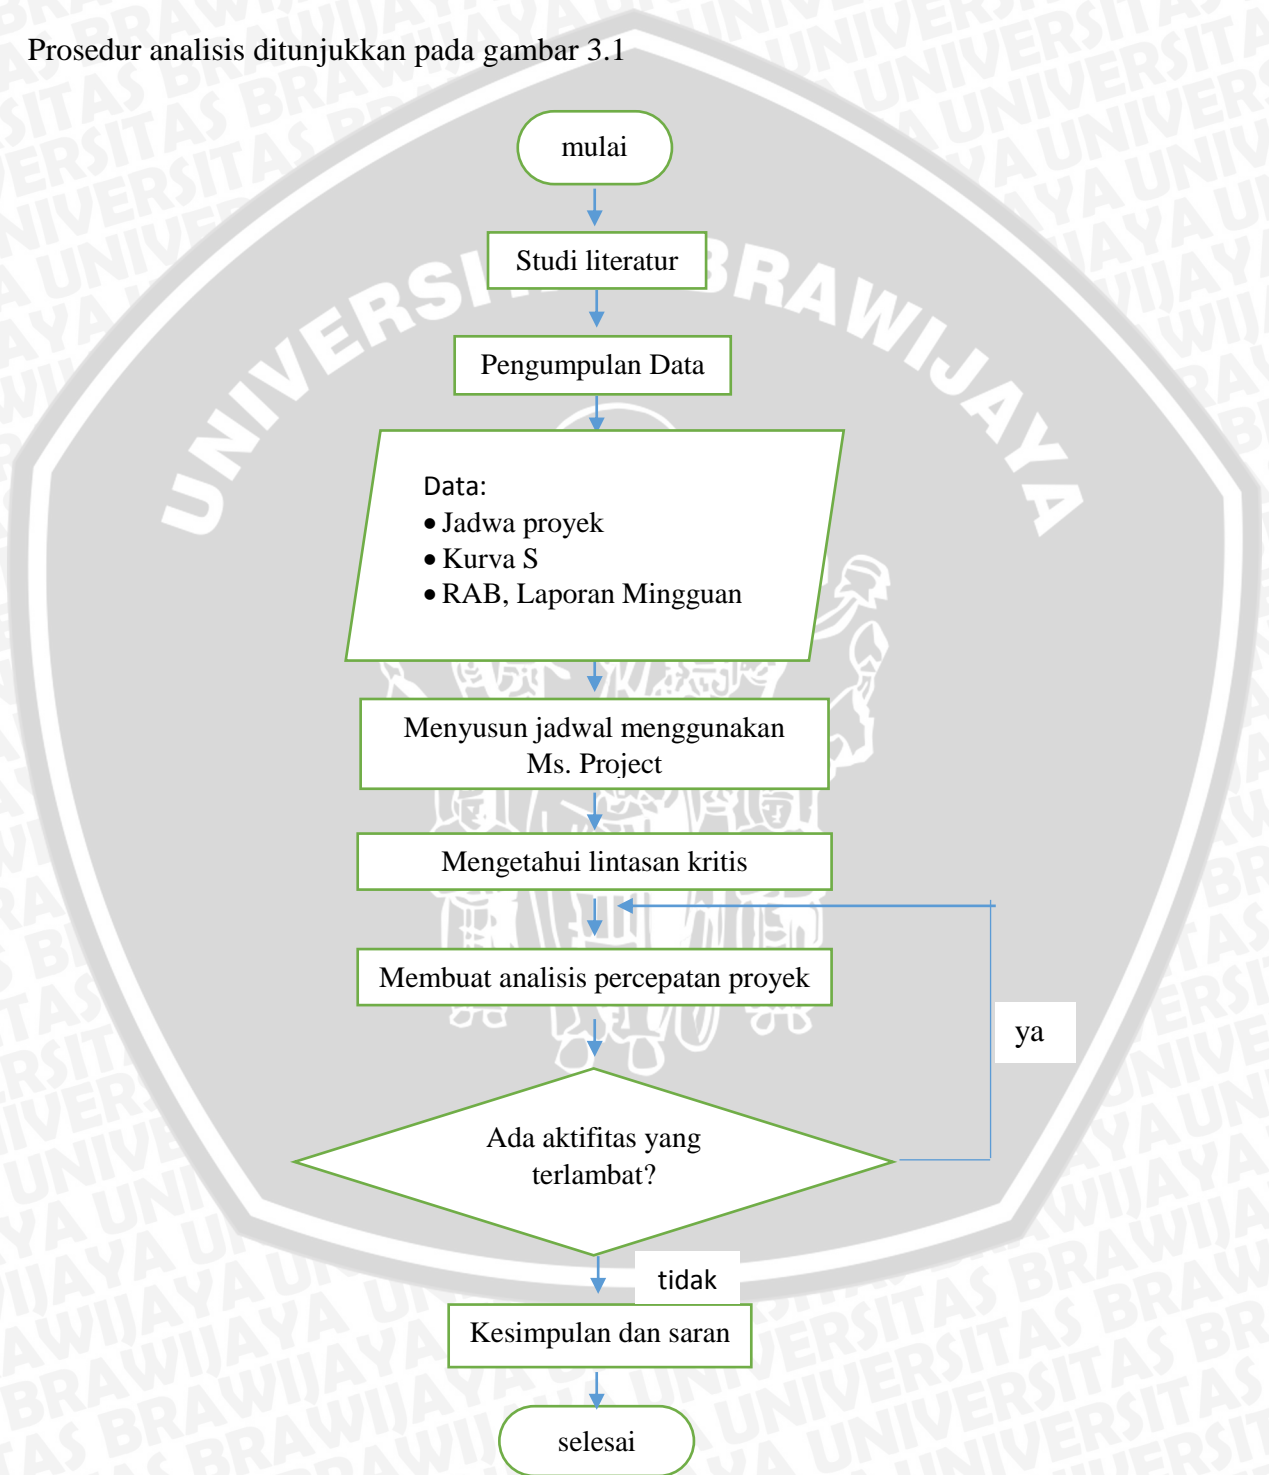 Prosedur analisis ditunjukkan pada gambar 3.1
mulai
UNIVERSITAS BRAWIJAYA
Studi literatur
Pengumpulan Data
Data:
• Jadwa proyek
• Kurva S
• RAB, Laporan Mingguan
Menyusun jadwal menggunakan
Ms. Project
Mengetahui lintasan kritis
Membuat analisis percepatan proyek
ya
Ada aktifitas yang
terlambat?
tidak
Kesimpulan dan saran
selesai